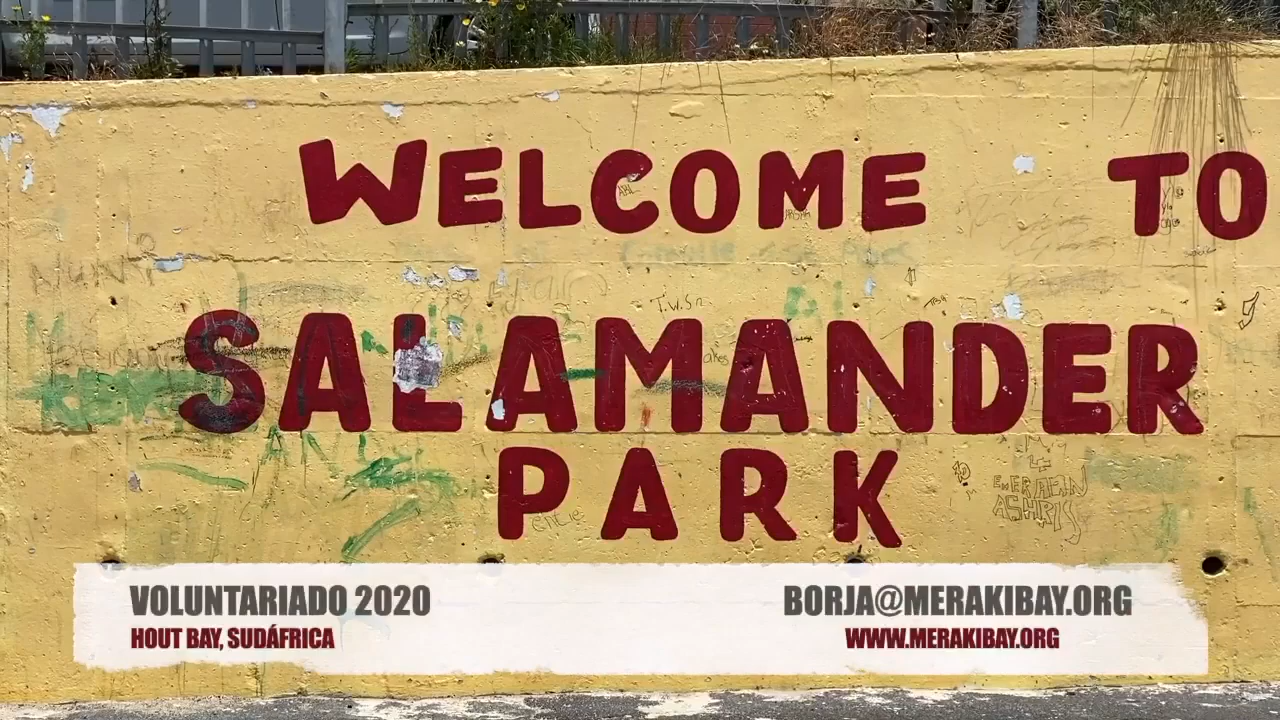 WELCOME TO
T.W.S.n
SALAMANDER
PARK
VOLUNTARIADO 2020
HOUT BAY, SUDÁFRICA
BORJA@MERAKIBAY.ORG
WWW.MERAKIBAY.ORG